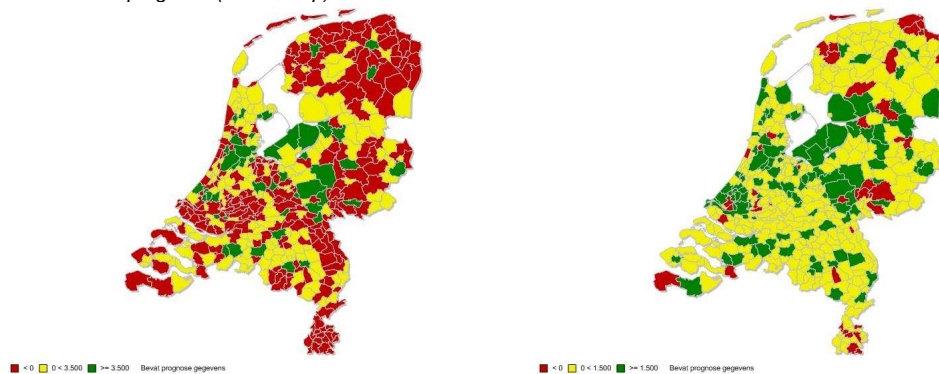 < 0 0 < 3.500 >= 3.500 Bevat prognose gegevens
< 0 0 < 1.500 >= 1.500 Bevat prognose gegevens